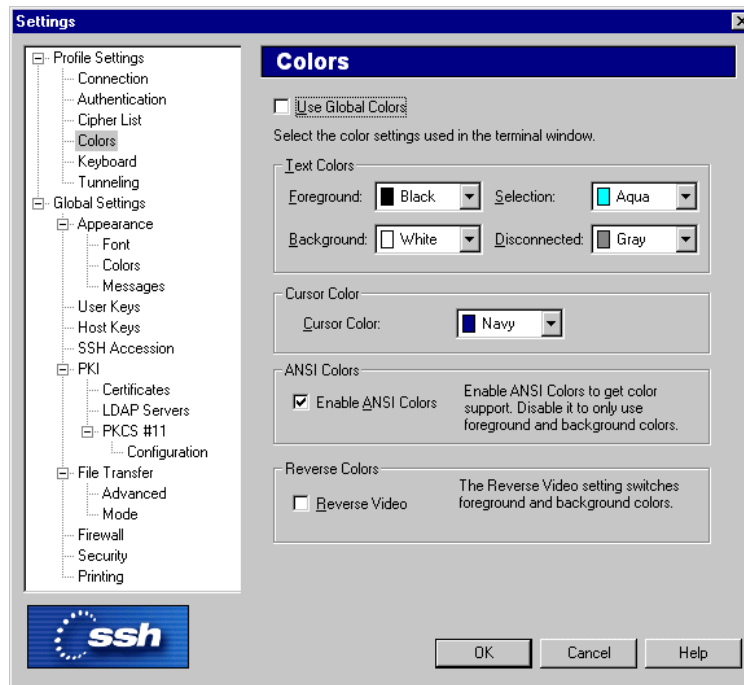 Settings
Profile Settings
Connection
Authentication
Cipher List
Colors
Keyboard
Tunneling
Global Settings
Appearance
Font
Colors
Messages
User Keys
Host Keys
SSH Accession
PKI
Certificates
LDAP Servers
PKCS #11
Configuration
File Transfer
Advanced
Mode
Firewall
Security
Printing
ssh
Colors
Use Global Colors
Select the color settings used in the terminal window.
Text Colors
Foreground: Black Selection: Aqua
Background: White Disconnected: Gray
Cursor Color
Cursor Color: Navy
ANSI Colors
Enable ANSI Colors
Enable ANSI Colors to get color
support. Disable it to only use
foreground and background colors.
Reverse Colors
Reverse Video
The Reverse Video setting switches
foreground and background colors.
OK Cancel Help